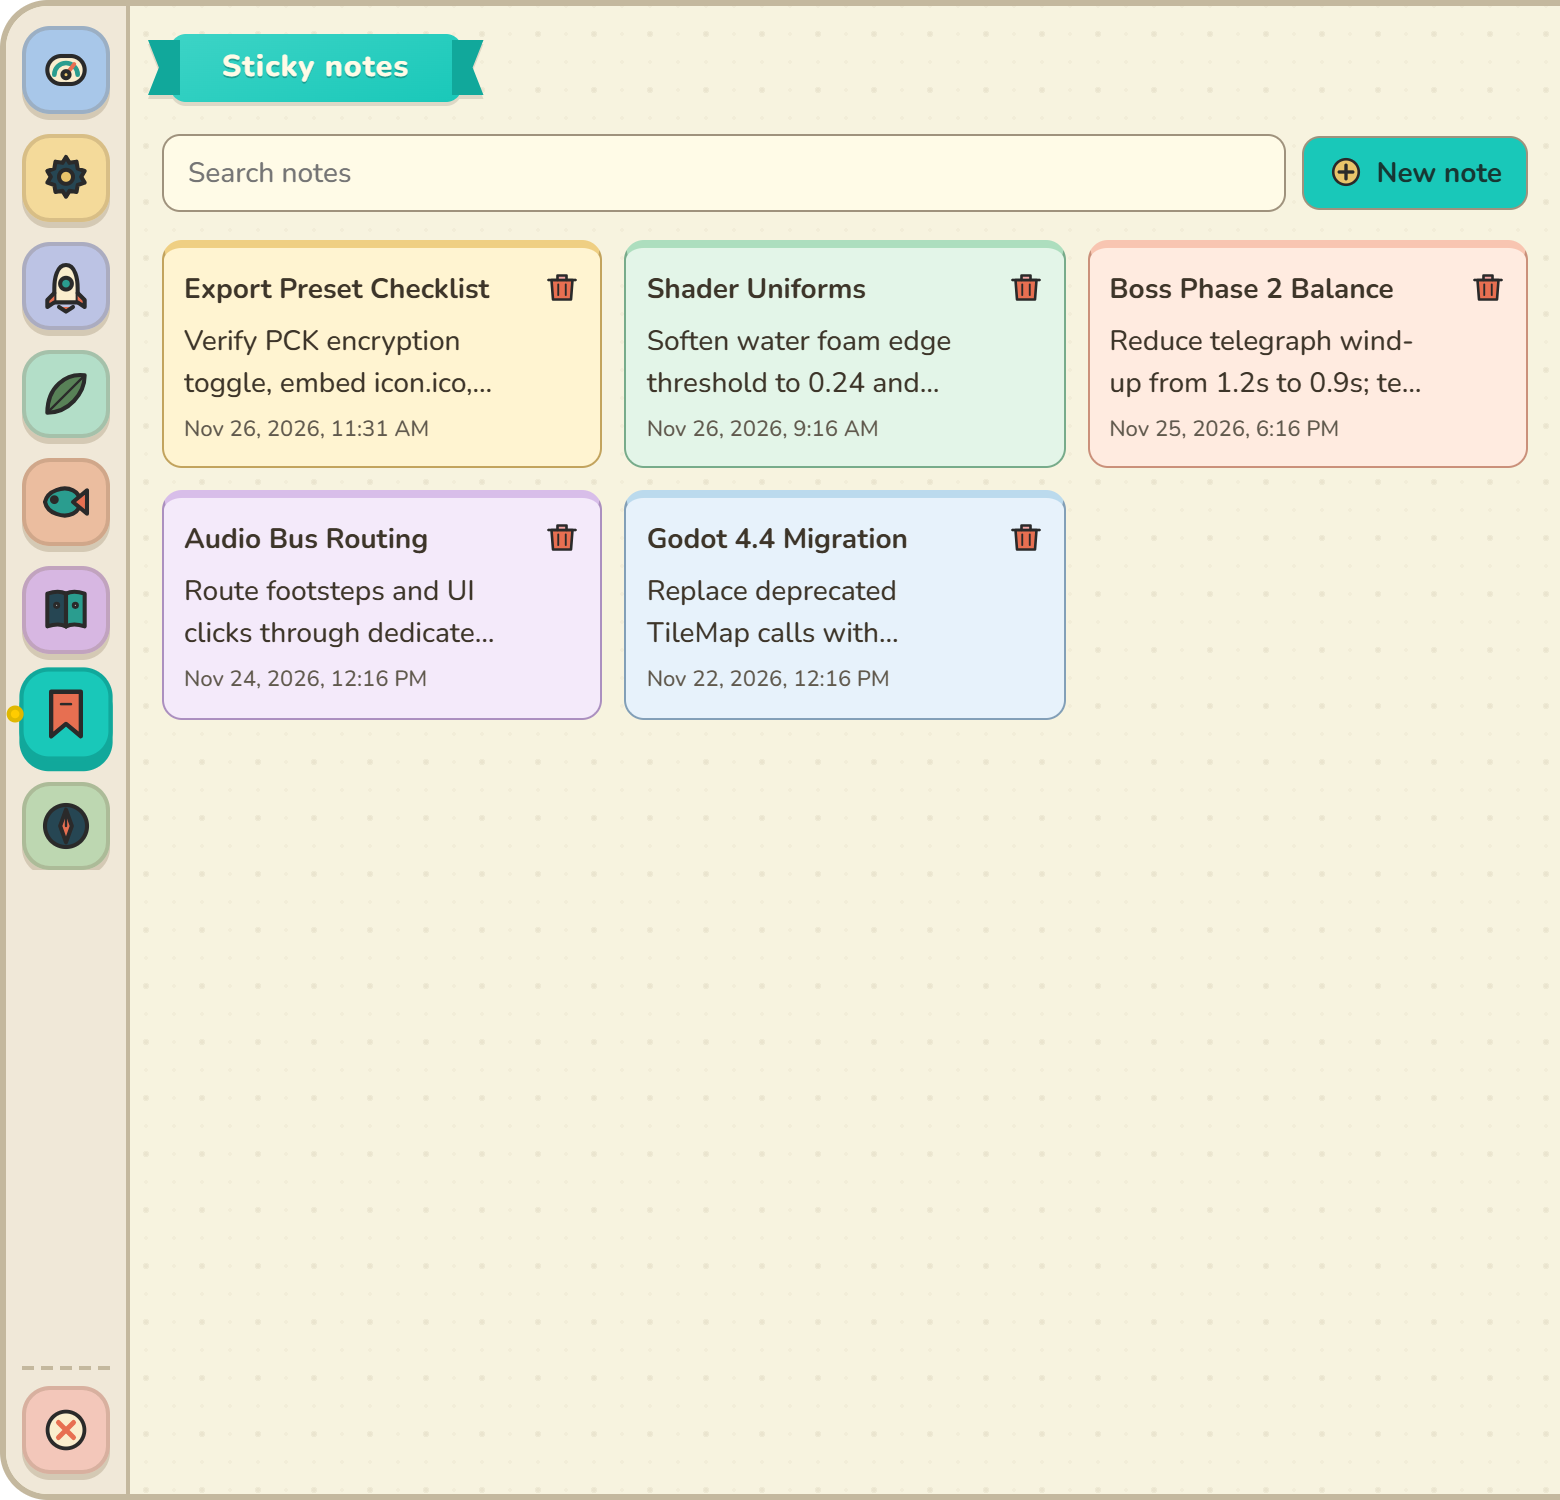 Sticky notes
Search notes
New note
Export Preset Checklist
Verify PCK encryption
toggle, embed icon.ico,...
Nov 26, 2026, 11:31 AM
Shader Uniforms
Soften water foam edge
threshold to 0.24 and...
Nov 26, 2026, 9:16 AM
Boss Phase 2 Balance
Reduce telegraph wind-
up from 1.2s to 0.9s; te...
Nov 25, 2026, 6:16 PM
Audio Bus Routing
Route footsteps and UI
clicks through dedicate...
Nov 24, 2026, 12:16 PM
Godot 4.4 Migration
Replace deprecated
TileMap calls with...
Nov 22, 2026, 12:16 PM